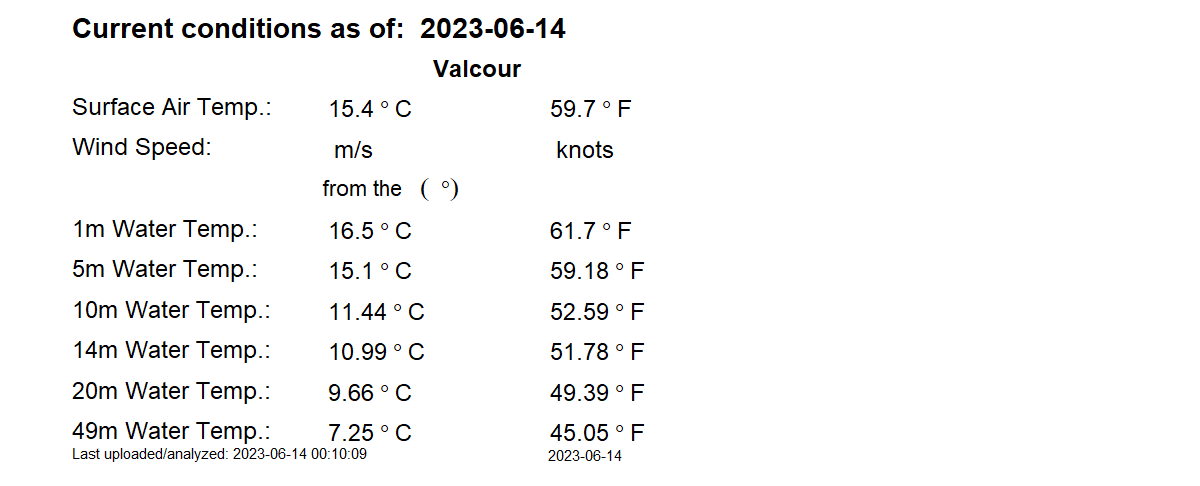 Current conditions as of: 2023-06-14
Valcour
Surface Air Temp.: 15.4 ° C 59.7 ° F
Wind Speed: m/s knots
from the ( °)
1m Water Temp.: 16.5 ° C 61.7 ° F
5m Water Temp.: 15.1 ° C 59.18 ° F
10m Water Temp.: 11.44 ° C 52.59 ° F
14m Water Temp.: 10.99 ° C 51.78 ° F
20m Water Temp.: 9.66 ° C 49.39 ° F
49m Water Temp.: 7.25 ° C 45.05 ° F
Last uploaded/analyzed: 2023-06-14 00:10:09 2023-06-14